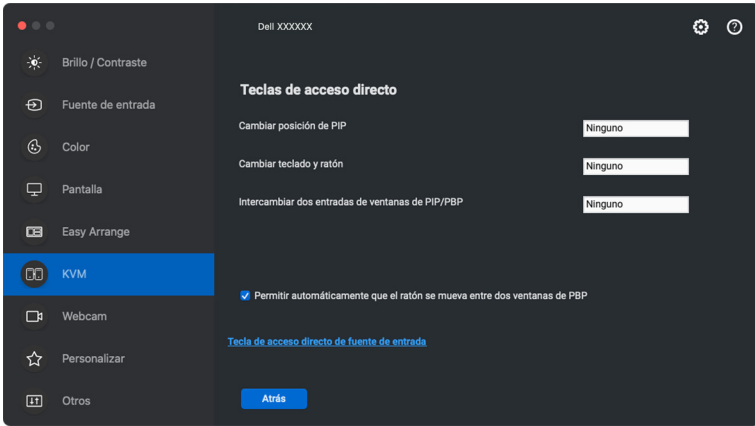 Dell XXXXXX
Brillo / Contraste
Fuente de entrada
Color
Pantalla
Easy Arrange
KVM
Webcam
Personalizar
Otros
Teclas de acceso directo
Cambiar posición de PIP
Ninguno
Cambiar teclado y ratón
Ninguno
Intercambiar dos entradas de ventanas de PIP/PBP
Ninguno
Permitir automáticamente que el ratón se mueva entre dos ventanas de PBP
Tecla de acceso directo de fuente de entrada
Atrás